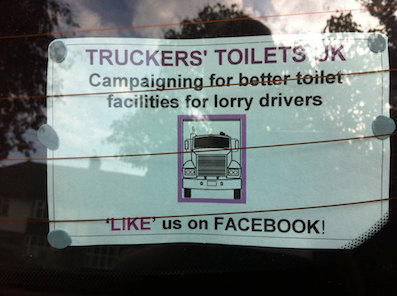 TRUCKERS' TOILETS UK
Campaigning for better toilet
facilities for lorry drivers
'LIKE' us on FACEBOOK!